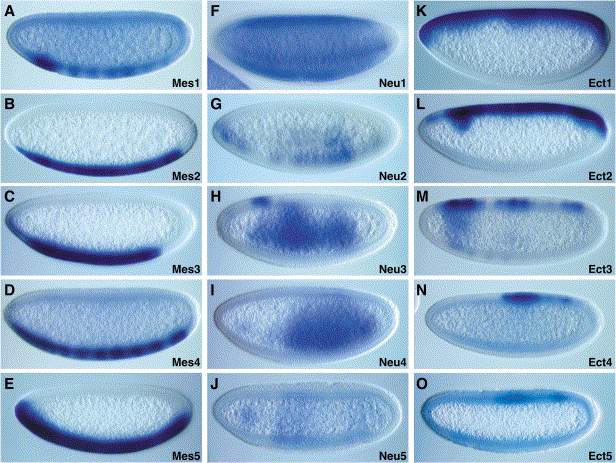 A Mes1
F Neu1
K Ect1
B Mes2
G Neu2
L Ect2
C Mes3
H Neu3
M Ect3
D Mes4
I Neu4
N Ect4
E Mes5
J Neu5
O Ect5